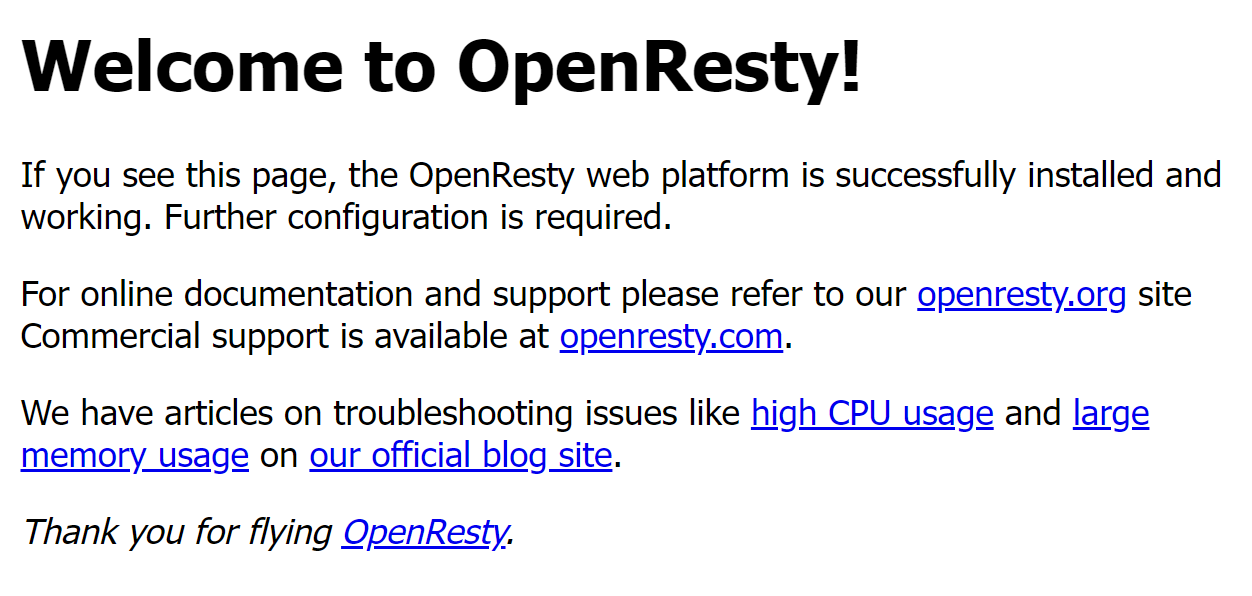 Welcome to OpenResty!
If you see this page, the OpenResty web platform is successfully installed and
working. Further configuration is required.
For online documentation and support please refer to our openresty.org site
Commercial support is available at openresty.com.
We have articles on troubleshooting issues like high CPU usage and large
memory usage on our official blog site.
Thank you for flying OpenResty.